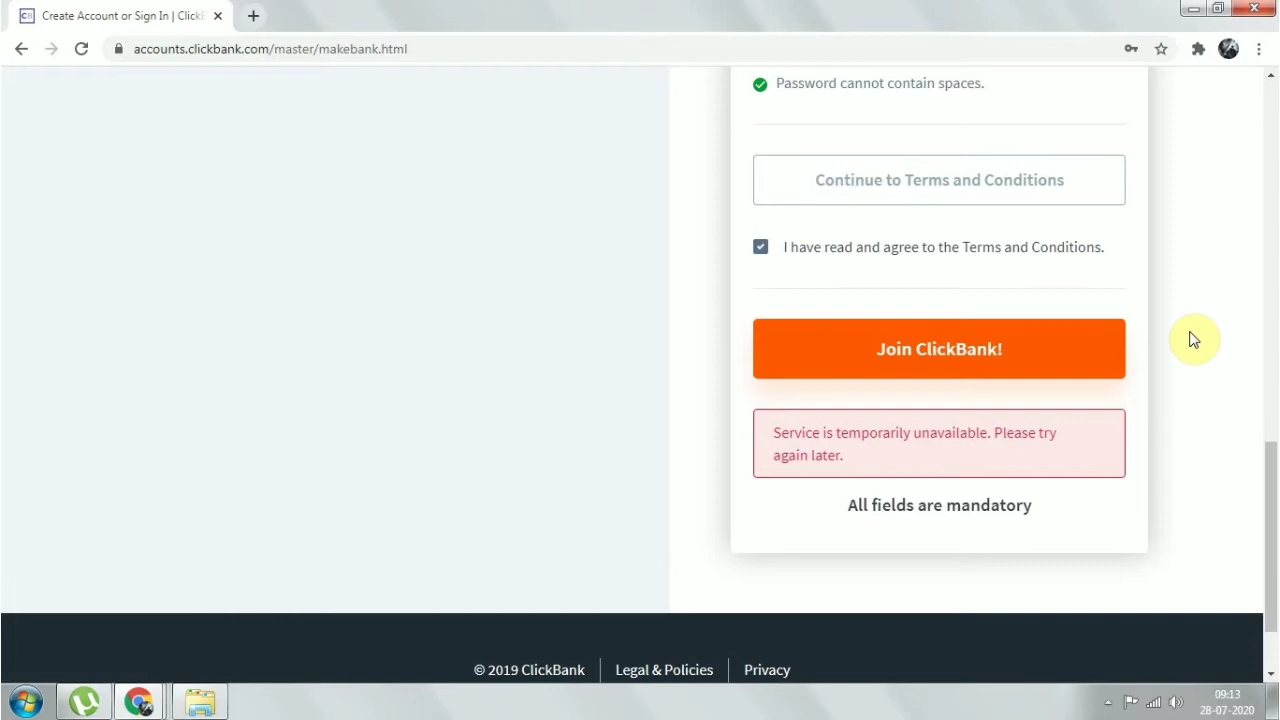 Create Account or Sign In | Click
accounts.clickbank.com/master/makebank.html
Password cannot contain spaces.
Continue to Terms and Conditions
I have read and agree to the Terms and Conditions.
Join ClickBank!
Service is temporarily unavailable. Please try
again later.
All fields are mandatory
© 2019 ClickBank
Legal & Policies
Privacy
09:13
28-07-2020